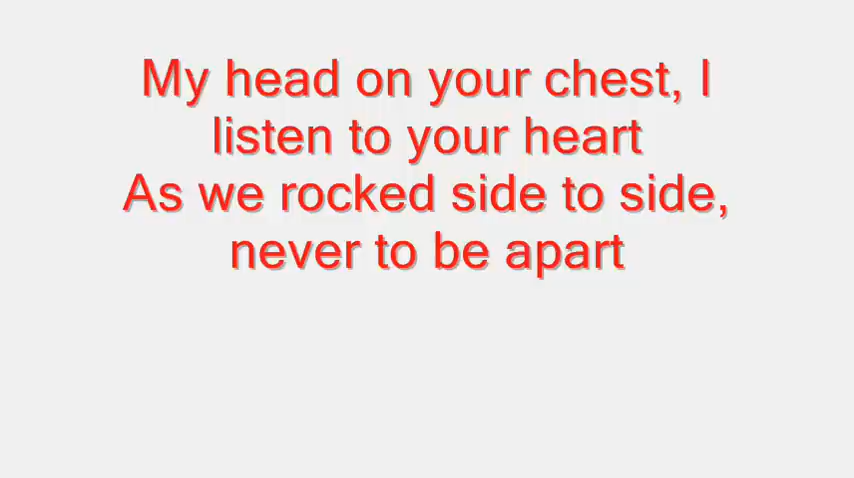 My head on your chest, I
listen to your heart
As we rocked side to side,
never to be apart